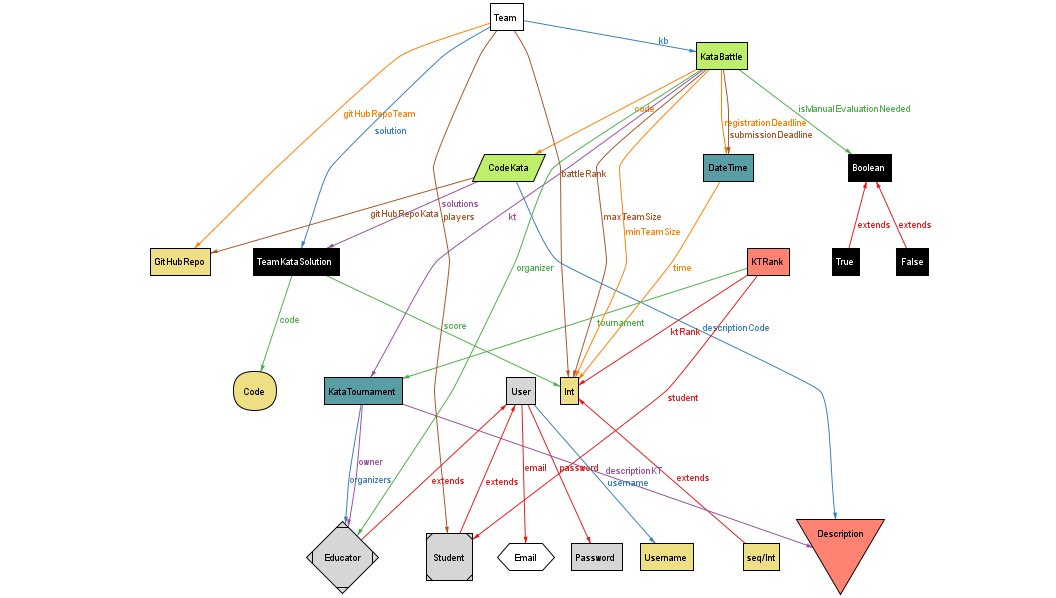 Team
kb
KataBattle
isManualEvaluationNeeded
code
gitHubRepoTeam
registrationDeadline
solution
submissionDeadline
CodeKata
DateTime
Boolean
battleRank
solutions
gitHubRepoKata
players
kt
maxTeamSize
minTeamSize
extends
extends
GitHubRepo
TeamKataSolution
KTRank
True
False
organizer
time
code
score
tournament
descriptionCode
ktRank
Code
KataTournament
User
Int
student
owner
email
password
descriptionKT
organizers
extends
extends
username
extends
Description
Educator
Student
Email
Password
Username
seq/Int